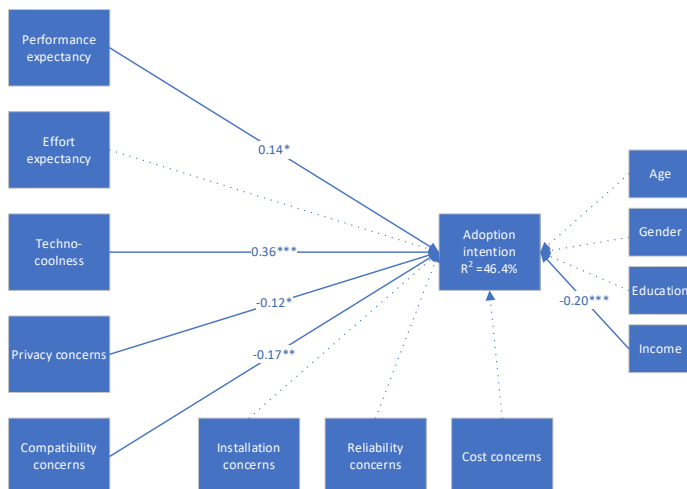 Performance
expectancy
Effort
expectancy
Techno-
coolness
Privacy concerns
Compatibility
concerns
Installation
concerns
Reliability
concerns
Cost concerns
0.14*
0.36***
-0.12*
-0.17**
Adoption
intention
R² =46.4%
-0.20***
Age
Gender
Education
Income